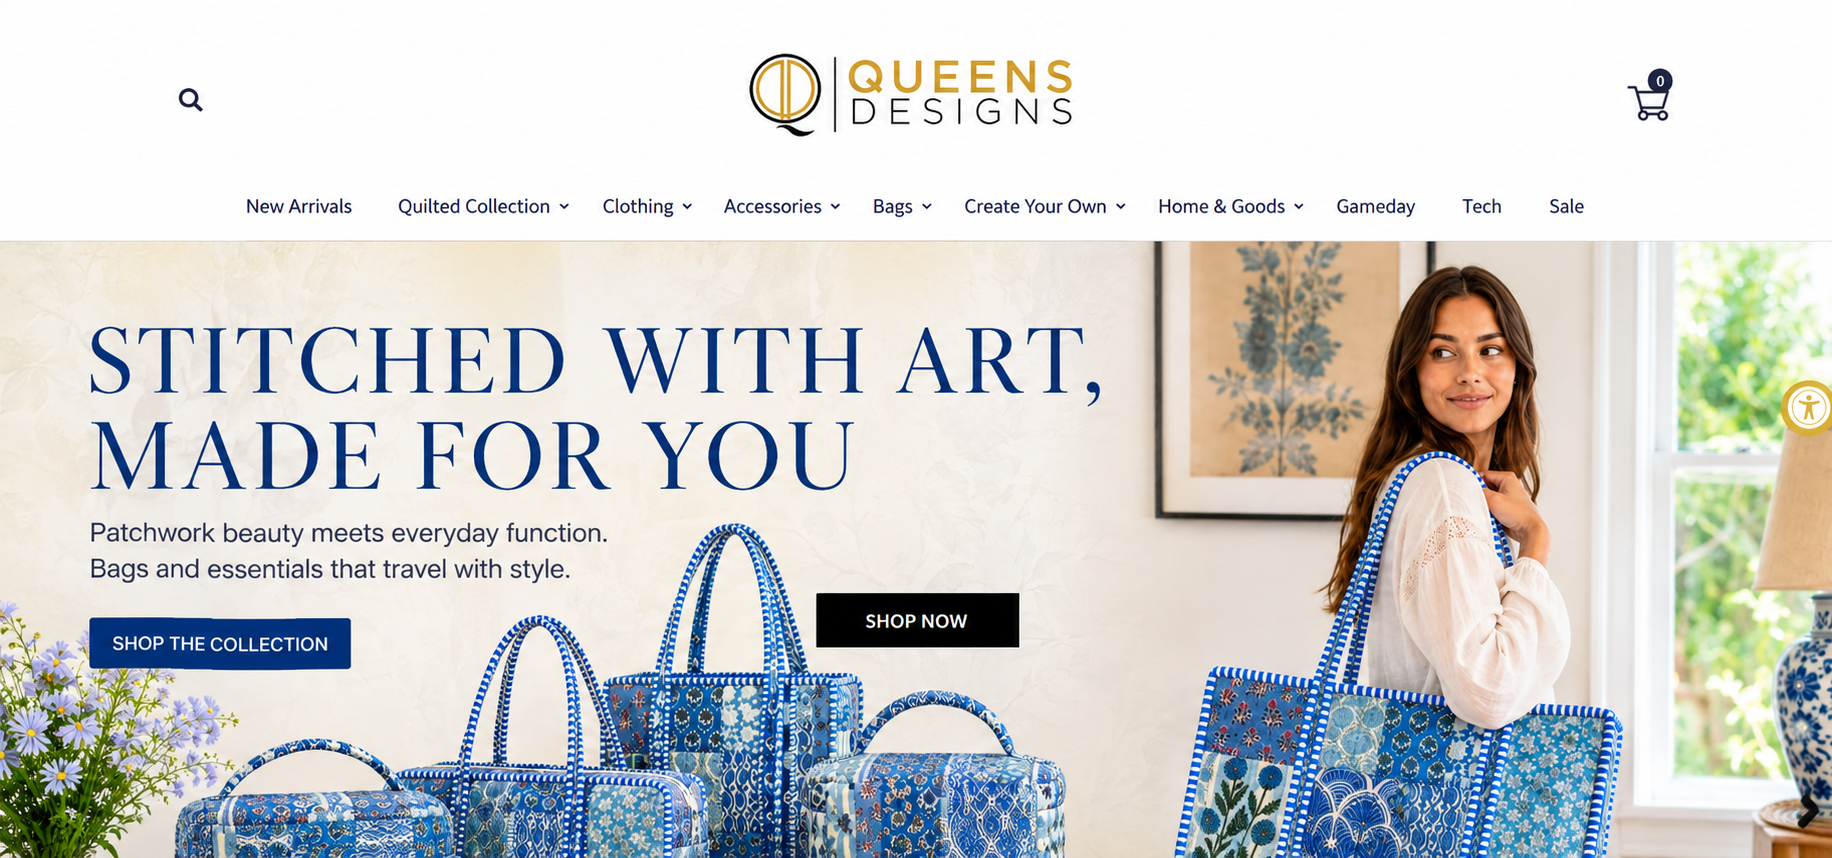 QUEENS
DESIGNS
0
New Arrivals
Quilted Collection
Clothing
Accessories
Bags
Create Your Own
Home & Goods
Gameday
Tech
Sale
STITCHED WITH ART,
MADE FOR YOU
Patchwork beauty meets everyday function.
Bags and essentials that travel with style.
SHOP THE COLLECTION
SHOP NOW